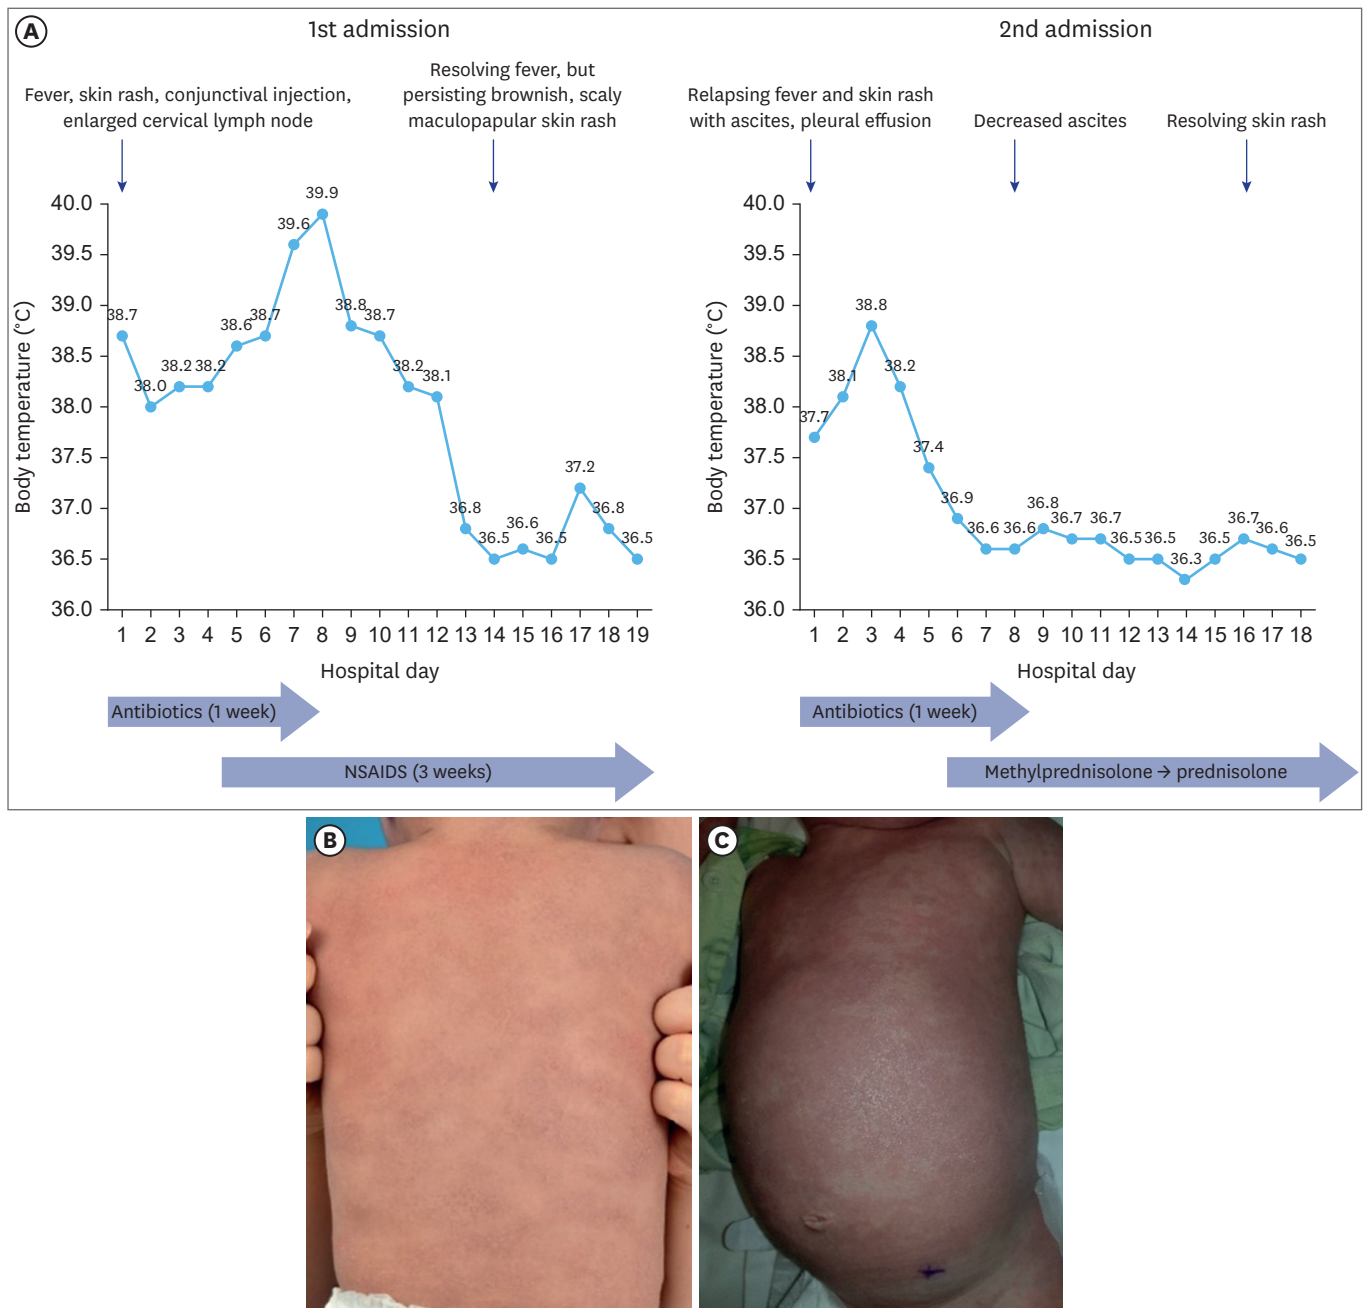 A
1st admission
2nd admission
Fever, skin rash, conjunctival injection,
enlarged cervical lymph node
Resolving fever, but
persisting brownish, scaly
maculopapular skin rash
Relapsing fever and skin rash
with ascites, pleural effusion
Decreased ascites
Resolving skin rash
Body temperature (°C)
40.0
39.5
39.0
38.5
38.0
37.5
37.0
36.5
36.0
38.7
38.0
38.2
38.2
38.6
38.7
39.6
39.9
38.8
38.7
38.2
38.1
36.8
36.5
36.6
36.5
37.2
36.8
36.5
1 2 3 4 5 6 7 8 9 10 11 12 13 14 15 16 17 18 19
Hospital day
Antibiotics (1 week)
NSAIDS (3 weeks)
Body temperature (°C)
40.0
39.5
39.0
38.5
38.0
37.5
37.0
36.5
36.0
37.7
38.1
38.8
38.2
37.4
36.9
36.6
36.6
36.8
36.7
36.7
36.5
36.5
36.3
36.5
36.7
36.6
36.5
1 2 3 4 5 6 7 8 9 10 11 12 13 14 15 16 17 18
Hospital day
Antibiotics (1 week)
Methylprednisolone → prednisolone
B
C